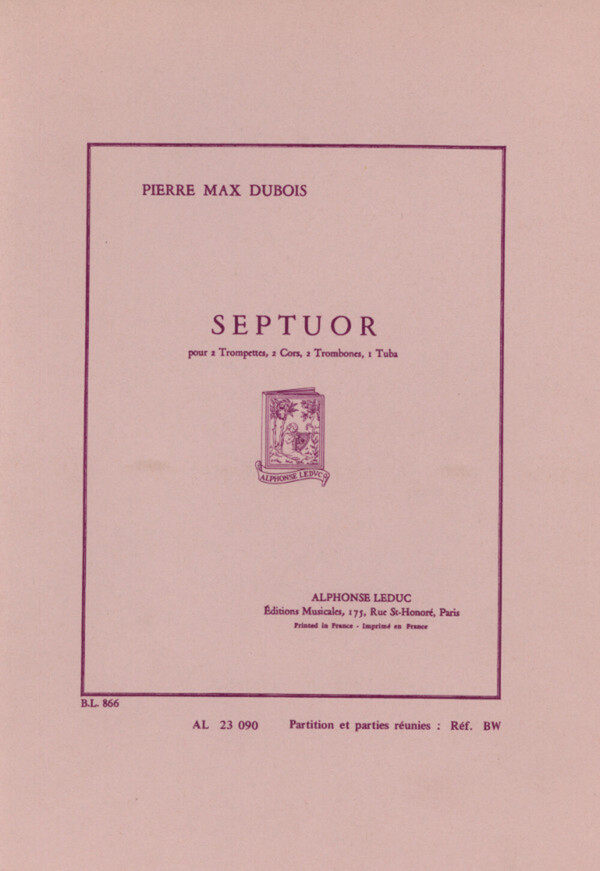 PIERRE MAX DUBOIS
SEPTUOR
pour 2 Trompettes, 2 Cors, 2 Trombones, 1 Tuba
ALPHONSE LEDUC
ALPHONSE LEDUC
Éditions Musicales, 175, Rue St-Honoré, Paris
Printed in France - Imprimé en France
B.L. 866
AL 23 090 Partition et parties réunies : Réf. BW